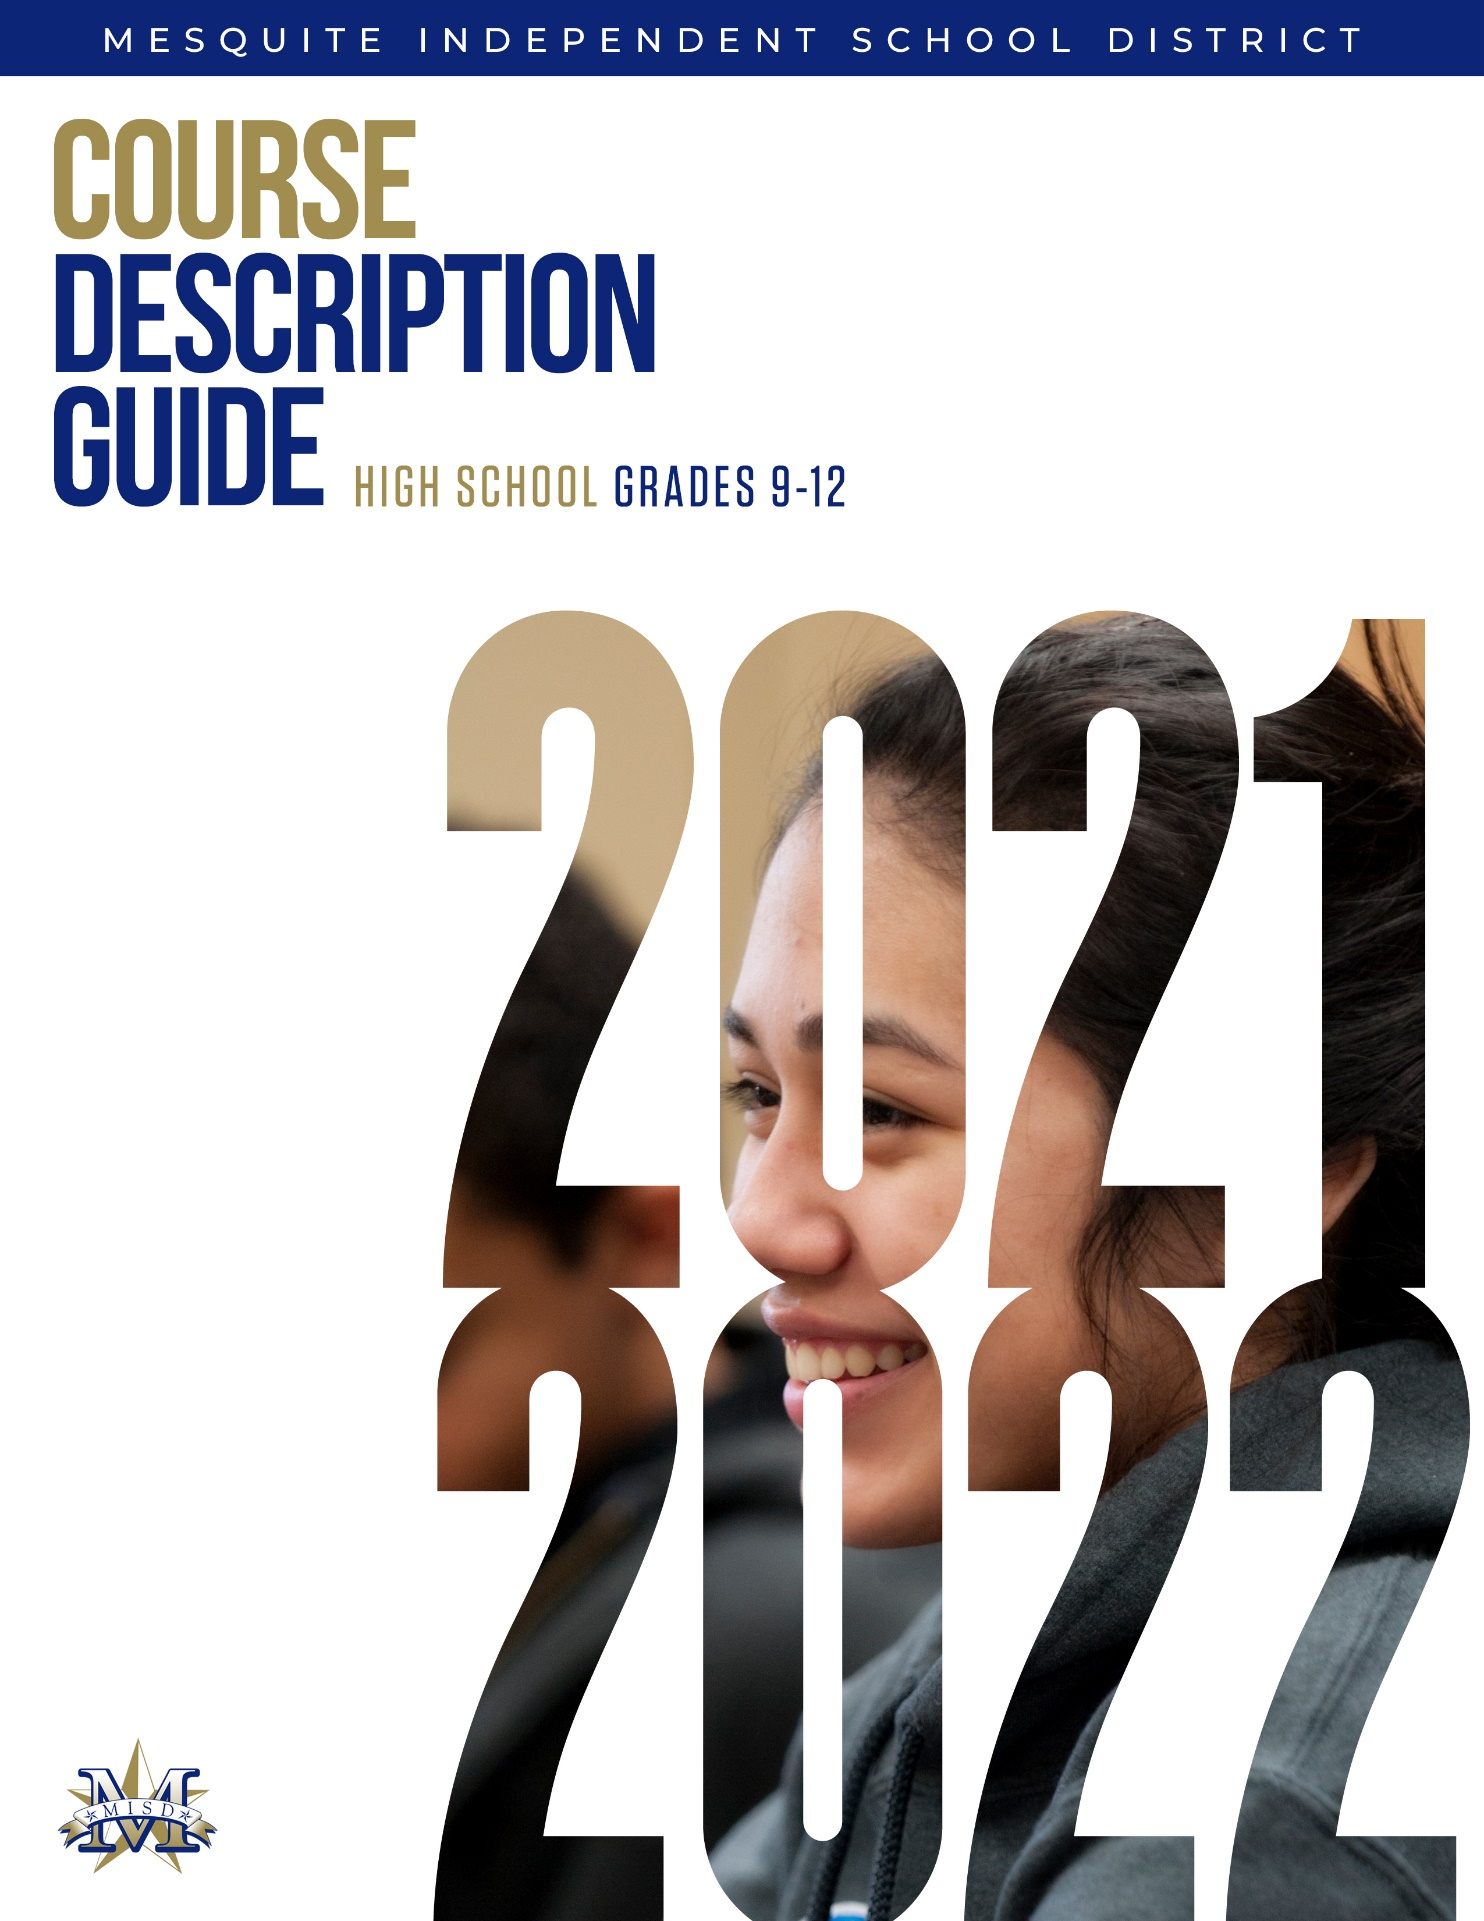 MESQUITE INDEPENDENT SCHOOL DISTRICT
COURSE
DESCRIPTION
GUIDE HIGH SCHOOL GRADES 9-12
2021
2022
M
MISD